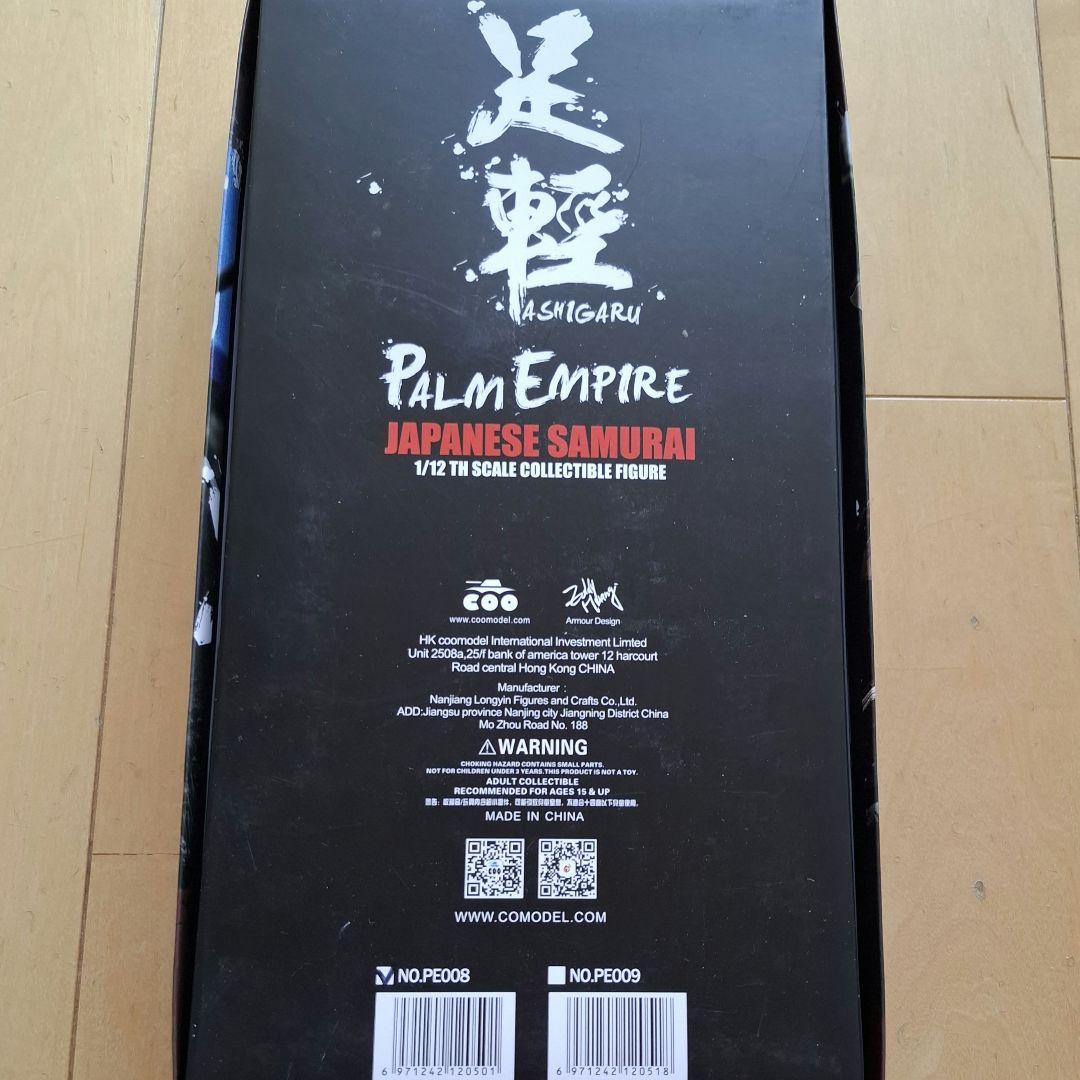 足
輕
ASHIGARU
PALM EMPIRE
JAPANESE SAMURAI
1/12 TH SCALE COLLECTIBLE FIGURE
COO
www.coomodel.com
Armour Design
HK coomodel International Investment Limted
Unit 2508a,25/f bank of america tower 12 harcourt
Road central Hong Kong CHINA
Manufacturer :
Nanjiang Longyin Figures and Crafts Co.,Ltd.
ADD:Jiangsu province Nanjing city Jiangning District China
Mo Zhou Road No. 188
WARNING
CHOKING HAZARD CONTAINS SMALL PARTS.
NOT FOR CHILDREN UNDER 3 YEARS.THIS PRODUCT IS NOT A TOY.
ADULT COLLECTIBLE
RECOMMENDED FOR AGES 15 & UP
MADE IN CHINA
COO
WWW.COMODEL.COM
NO.PE008 NO.PE009
6 971242 120501 6 971242 120518